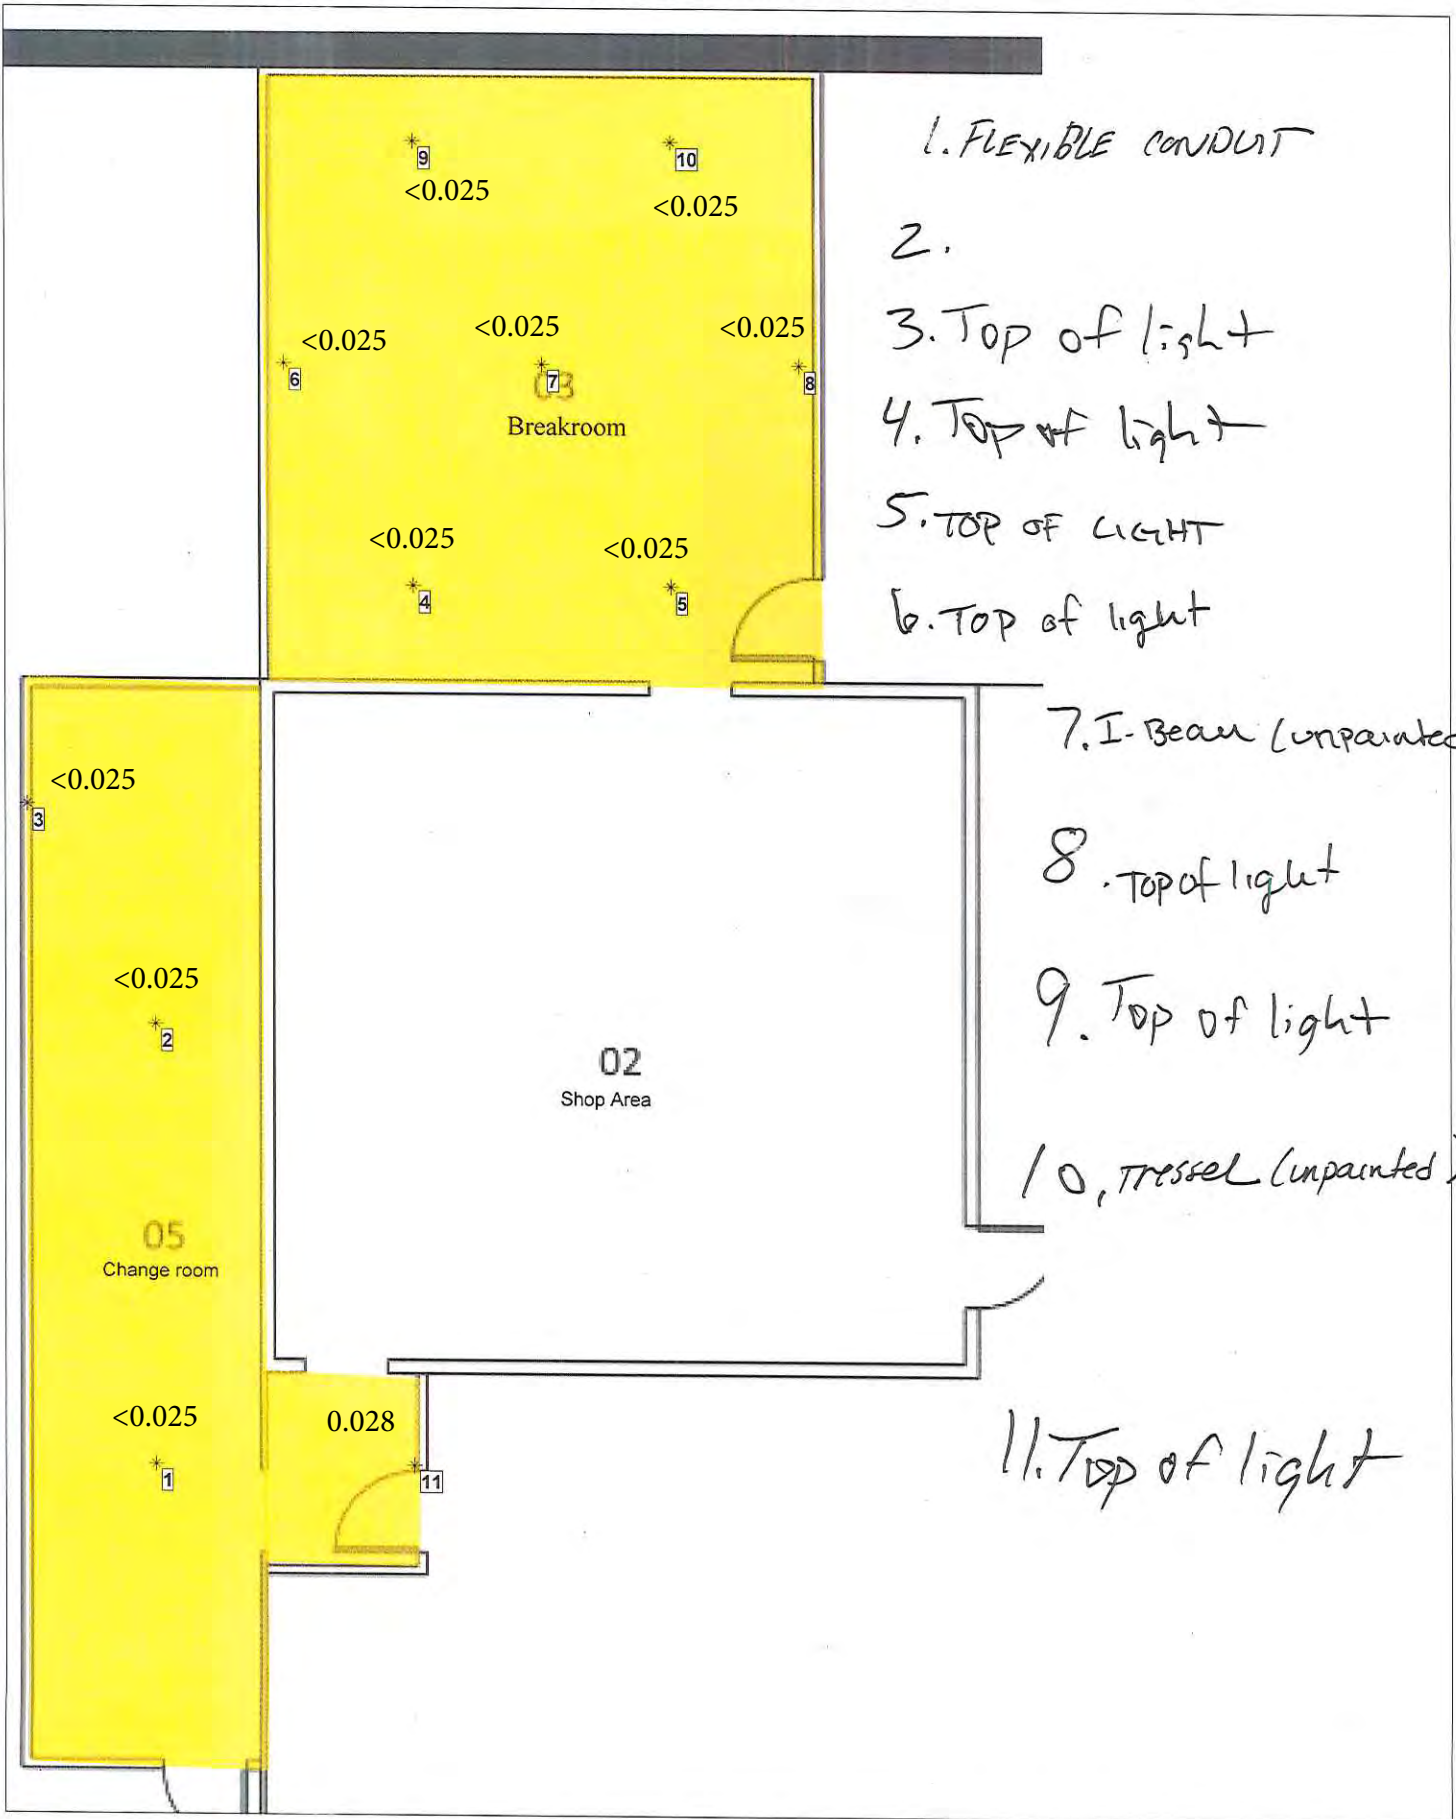 1. FLEXIBLE CONDUIT
9
10
<0.025
<0.025
2.
<0.025
<0.025
<0.025
3. Top of light
6
7
8
03
Breakroom
4. Top of light
<0.025
<0.025
5. TOP OF LIGHT
4
5
6. TOP of light
7. I-Beam (unpainted
<0.025
3
8. Top of light
<0.025
2
9. Top of light
02
Shop Area
10. Tressel (unpainted)
05
Change room
<0.025
0.028
1
11
11. Top of light